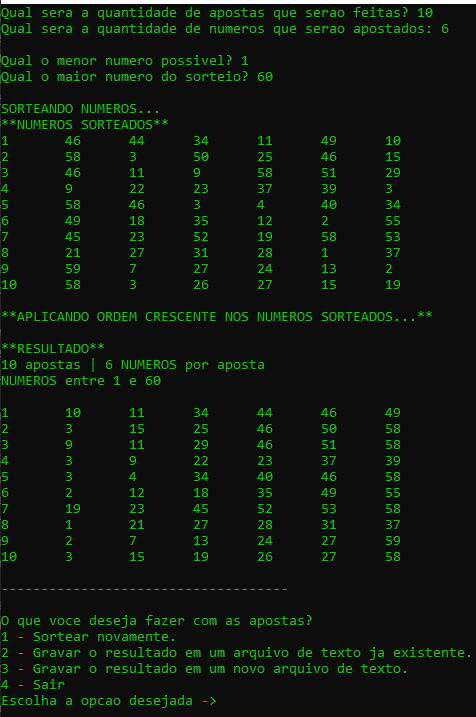 Qual sera a quantidade de apostas que serao feitas? 10
Qual sera a quantidade de numeros que serao apostados: 6
Qual o menor numero possivel? 1
Qual o maior numero do sorteio? 60
SORTEANDO NUMEROS...
**NUMEROS SORTEADOS**
1 46 44 34 11 49 10
2 58 3 50 25 46 15
3 46 11 9 58 51 29
4 9 22 23 37 39 3
5 58 46 3 4 40 34
6 49 18 35 12 2 55
7 45 23 52 19 58 53
8 21 27 31 28 1 37
9 59 7 27 24 13 2
10 58 3 26 27 15 19
**APLICANDO ORDEM CRESCENTE NOS NUMEROS SORTEADOS...**
**RESULTADO**
10 apostas | 6 NUMEROS por aposta
NUMEROS entre 1 e 60
1 10 11 34 44 46 49
2 3 15 25 46 50 58
3 9 11 29 46 51 58
4 3 9 22 23 37 39
5 3 4 34 40 46 58
6 2 12 18 35 49 55
7 19 23 45 52 53 58
8 1 21 27 28 31 37
9 2 7 13 24 27 59
10 3 15 19 26 27 58
------------------------------------
O que voce deseja fazer com as apostas?
1 - Sortear novamente.
2 - Gravar o resultado em um arquivo de texto ja existente.
3 - Gravar o resultado em um novo arquivo de texto.
4 - Sair
Escolha a opcao desejada ->